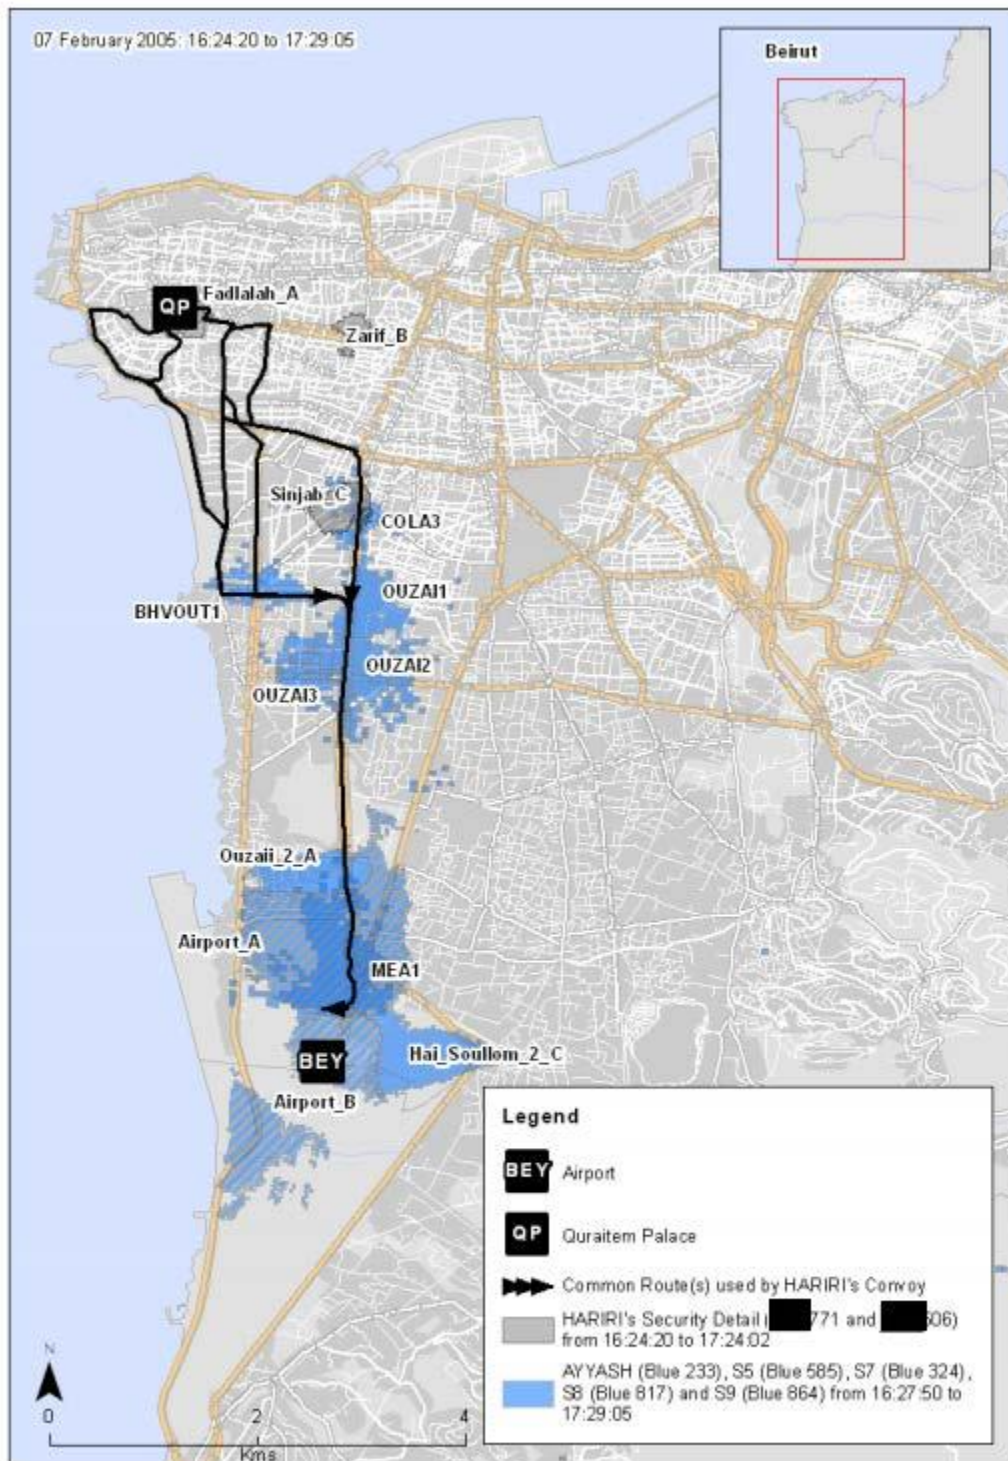 07 February 2005: 16:24:20 to 17:29:05
Beirut
QP
Fadlalah_A
Zarif_B
Sinjab_C
COLA3
OUZAI1
BHVOUT1
OUZAI2
OUZAI3
Ouzaii_2_A
Airport_A
MEA1
Hai_Soullom_2_C
BEY
Airport_B
Legend
BEY Airport
QP Quraitem Palace
Common Route(s) used by HARIRI's Convoy
HARIRI's Security Detail ( 771 and 606)
from 16:24:20 to 17:24:02
AYYASH (Blue 233), S5 (Blue 585), S7 (Blue 324),
S8 (Blue 817) and S9 (Blue 864) from 16:27:50 to
17:29:05
N
0 2 4
Kms